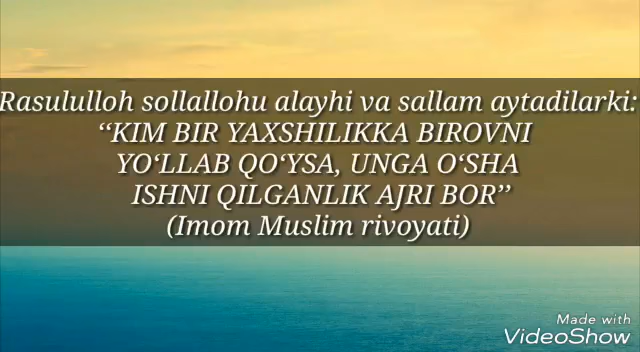 Rasululloh sollallohu alayhi va sallam aytadilarki:
‘‘KIM BIR YAXSHILIKKA BIROVNI
YO‘LLAB QO‘YSA, UNGA O‘SHA
ISHNI QILGANLIK AJRI BOR’’
(Imom Muslim rivoyati)
Made with
VideoShow